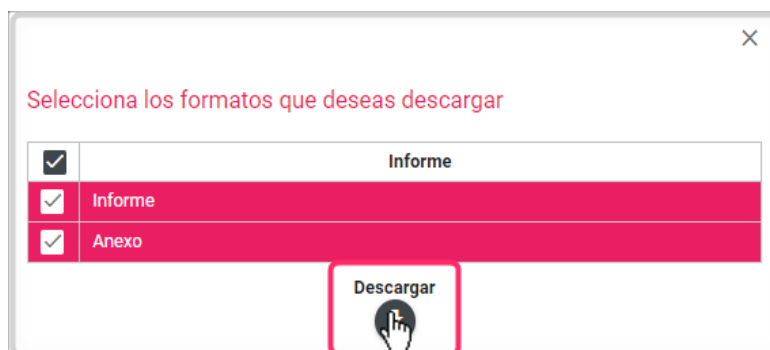 Selecciona los formatos que deseas descargar
Informe
Informe
Anexo
Descargar